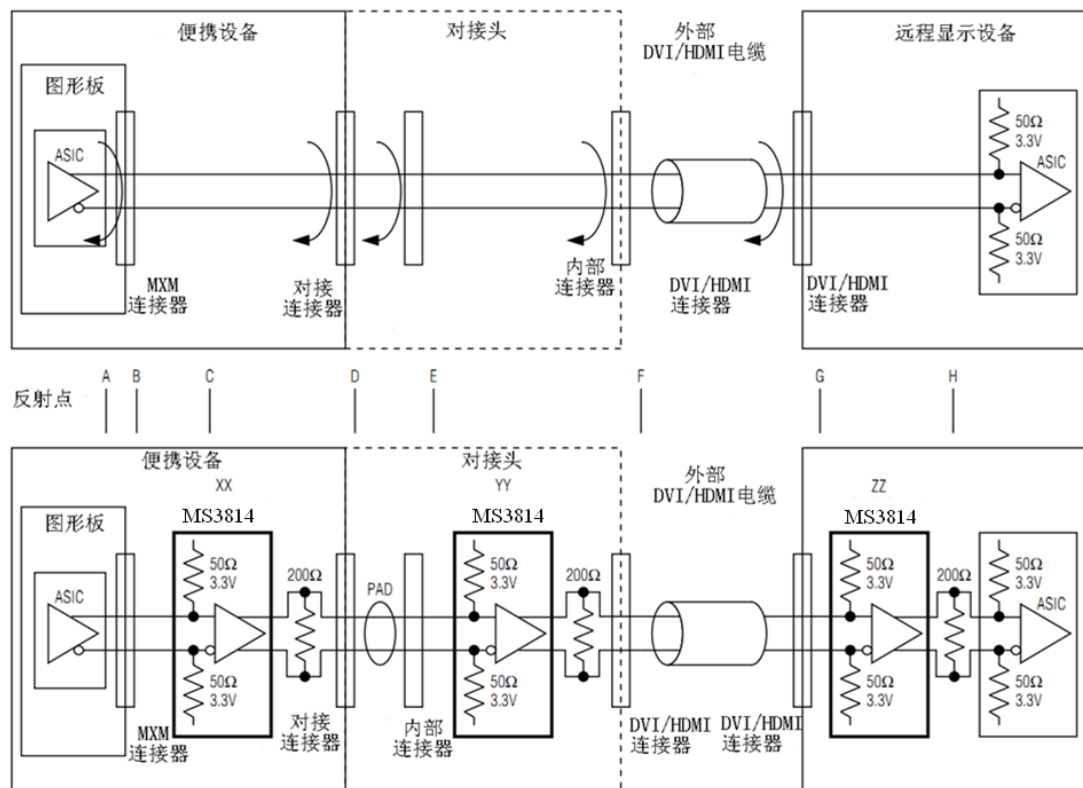 便携设备
对接头
外部
DVI/HDMI电缆
远程显示设备
图形板
ASIC
50Ω
3.3V
ASIC
50Ω
3.3V
MXM
连接器
对接
连接器
内部
连接器
DVI/HDMI
连接器
DVI/HDMI
连接器
反射点
A
B
C
D
E
F
G
H
便携设备
对接头
外部
DVI/HDMI电缆
XX
YY
ZZ
图形板
MS3814
MS3814
MS3814
50Ω
3.3V
200Ω
PAD
50Ω
3.3V
200Ω
50Ω
3.3V
200Ω
50Ω
3.3V
ASIC
ASIC
50Ω
3.3V
50Ω
3.3V
50Ω
3.3V
50Ω
3.3V
MXM
连接器
对接
连接器
内部
连接器
DVI/HDMI
连接器
DVI/HDMI
连接器